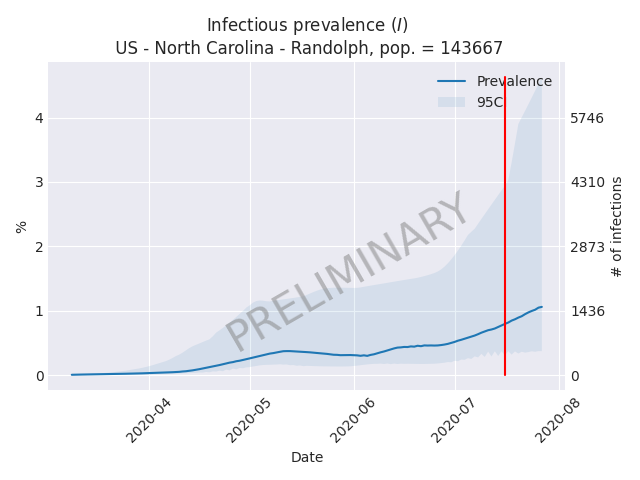 Infectious prevalence (I)
US - North Carolina - Randolph, pop. = 143667
Prevalence
95C
4
3
2
1
0
%
5746
4310
2873
1436
0
# of infections
PRELIMINARY
2020-04
2020-05
2020-06
2020-07
2020-08
Date